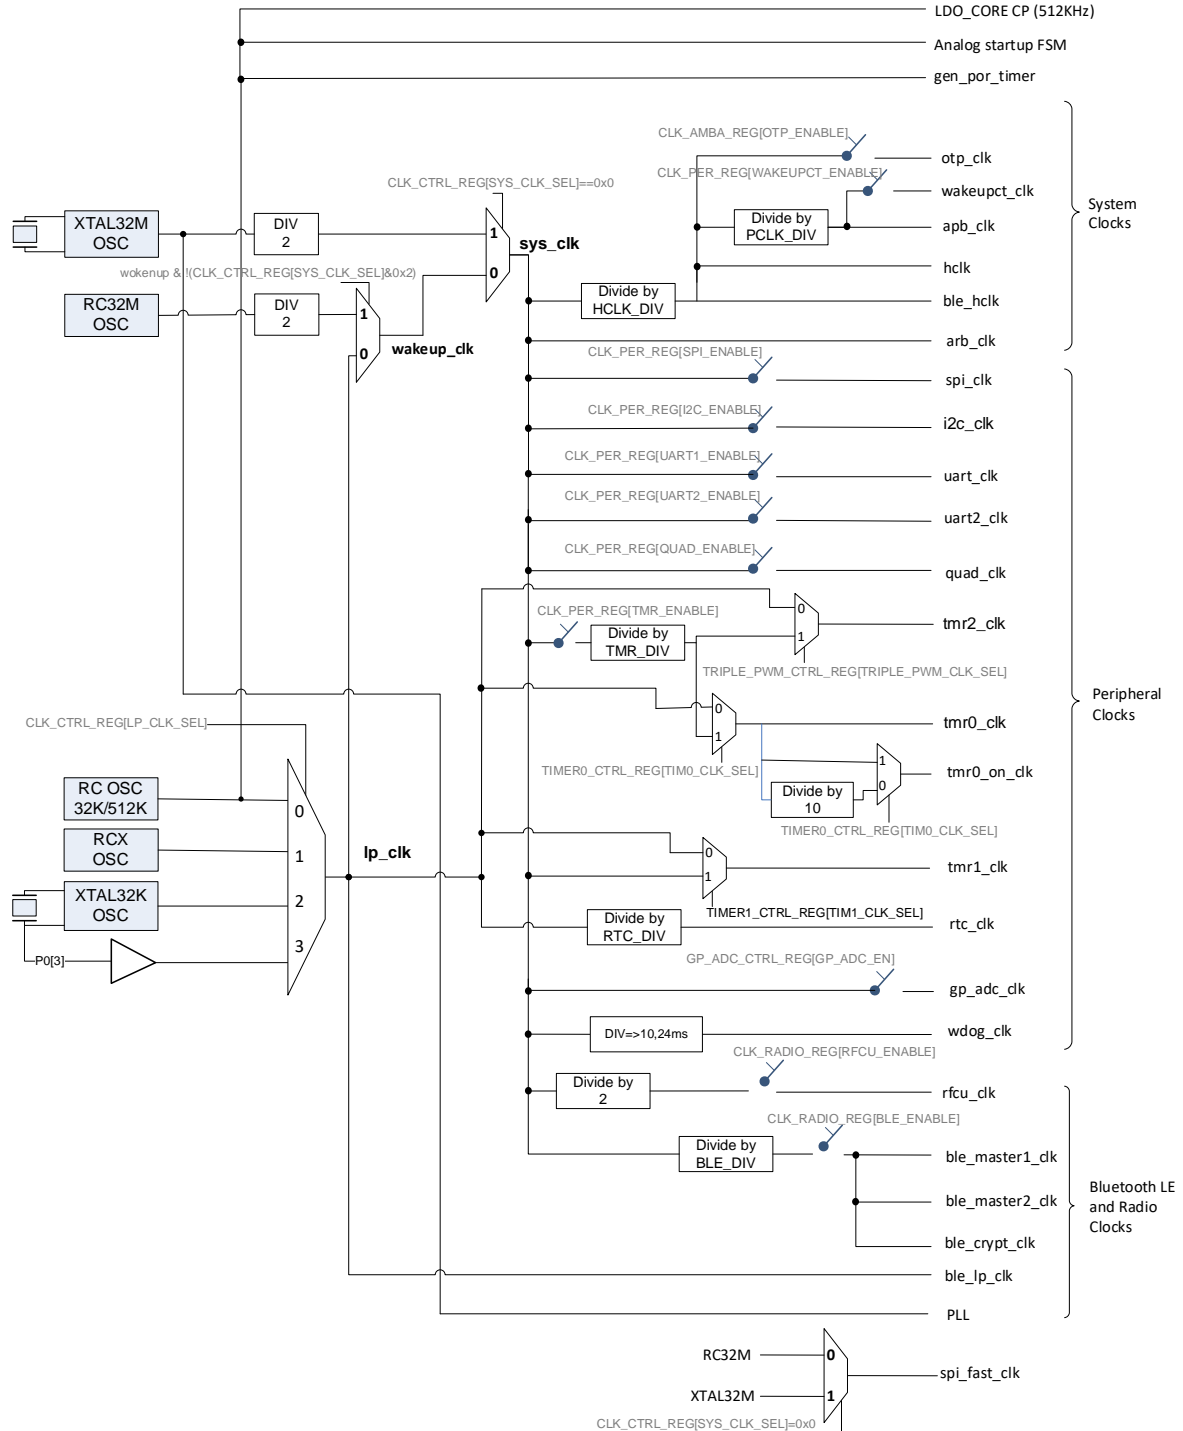 LDO_CORE CP (512KHz)
Analog startup FSM
gen_por_timer
CLK_AMBA_REG[OTP_ENABLE]
otp_clk
CLK_PER_REG[WAKEUPCT_ENABLE]
wakeupct_clk
CLK_CTRL_REG[SYS_CLK_SEL]==0x0
System
Clocks
XTAL32M
OSC
DIV
2
1
sys_clk
0
Divide by
PCLK_DIV
apb_clk
hclk
wokenup & !(CLK_CTRL_REG[SYS_CLK_SEL]&0x2)
RC32M
OSC
DIV
2
1
0
wakeup_clk
Divide by
HCLK_DIV
ble_hclk
arb_clk
CLK_PER_REG[SPI_ENABLE]
spi_clk
CLK_PER_REG[I2C_ENABLE]
i2c_clk
CLK_PER_REG[UART1_ENABLE]
uart_clk
CLK_PER_REG[UART2_ENABLE]
uart2_clk
CLK_PER_REG[QUAD_ENABLE]
quad_clk
CLK_PER_REG[TMR_ENABLE]
Divide by
TMR_DIV
0
1
tmr2_clk
TRIPLE_PWM_CTRL_REG[TRIPLE_PWM_CLK_SEL]
Peripheral
Clocks
0
1
tmr0_clk
TIMER0_CTRL_REG[TIM0_CLK_SEL]
1
0
tmr0_on_clk
Divide by
10
TIMER0_CTRL_REG[TIM0_CLK_SEL]
CLK_CTRL_REG[LP_CLK_SEL]
RC OSC
32K/512K
0
RCX
OSC
1
XTAL32K
OSC
2
P0[3]
3
lp_clk
0
1
tmr1_clk
TIMER1_CTRL_REG[TIM1_CLK_SEL]
Divide by
RTC_DIV
rtc_clk
GP_ADC_CTRL_REG[GP_ADC_EN]
gp_adc_clk
DIV=>10,24ms
wdog_clk
CLK_RADIO_REG[RFCU_ENABLE]
Divide by
2
rfcu_clk
CLK_RADIO_REG[BLE_ENABLE]
Divide by
BLE_DIV
ble_master1_clk
ble_master2_clk
ble_crypt_clk
ble_lp_clk
PLL
Bluetooth LE
and Radio
Clocks
RC32M
0
XTAL32M
1
spi_fast_clk
CLK_CTRL_REG[SYS_CLK_SEL]=0x0